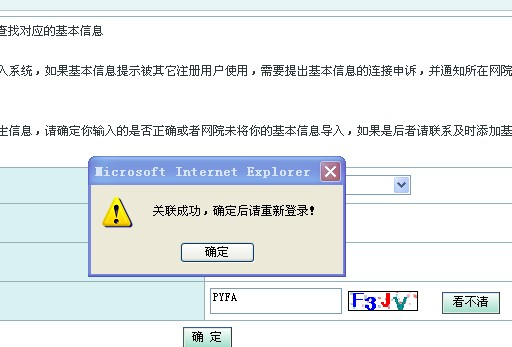 查找对应的基本信息
入系统，如果基本信息提示被其它注册用户使用，需要提出基本信息的连接申诉，并通知所在网院
生信息，请确定你输入的是否正确或者网院未将你的基本信息导入，如果是后者请联系及时添加基
Microsoft Internet Explorer
关联成功，确定后请重新登录！
确定
PYFA
F3JV
看不清
确 定